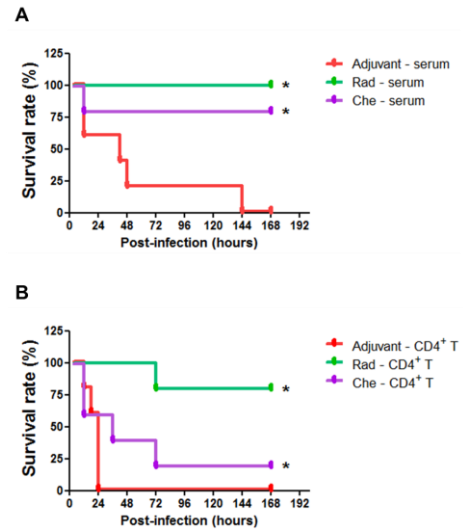 A
Survival rate (%)
125
100
75
50
25
0
0 24 48 72 96 120 144 168 192
Post-infection (hours)
Adjuvant - serum
Rad - serum
Che - serum
*
*
B
Survival rate (%)
125
100
75
50
25
0
0 24 48 72 96 120 144 168 192
Post-infection (hours)
Adjuvant - CD4⁺ T
Rad - CD4⁺ T
Che - CD4⁺ T
*
*